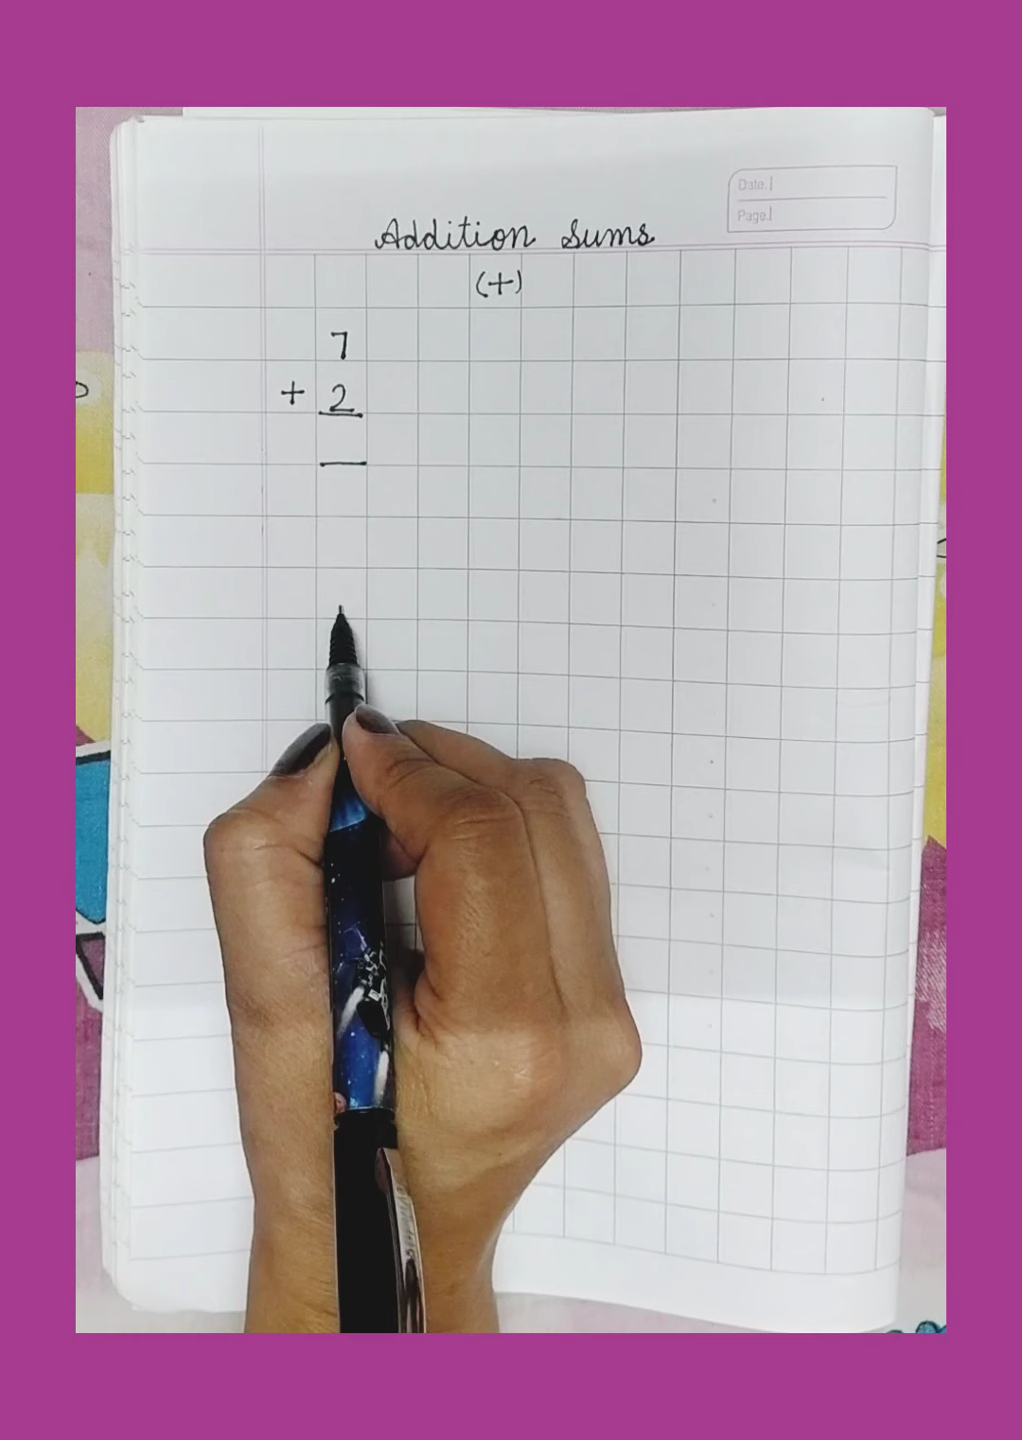 Date.
Page.
Addition Sums
(+)
7
+ 2